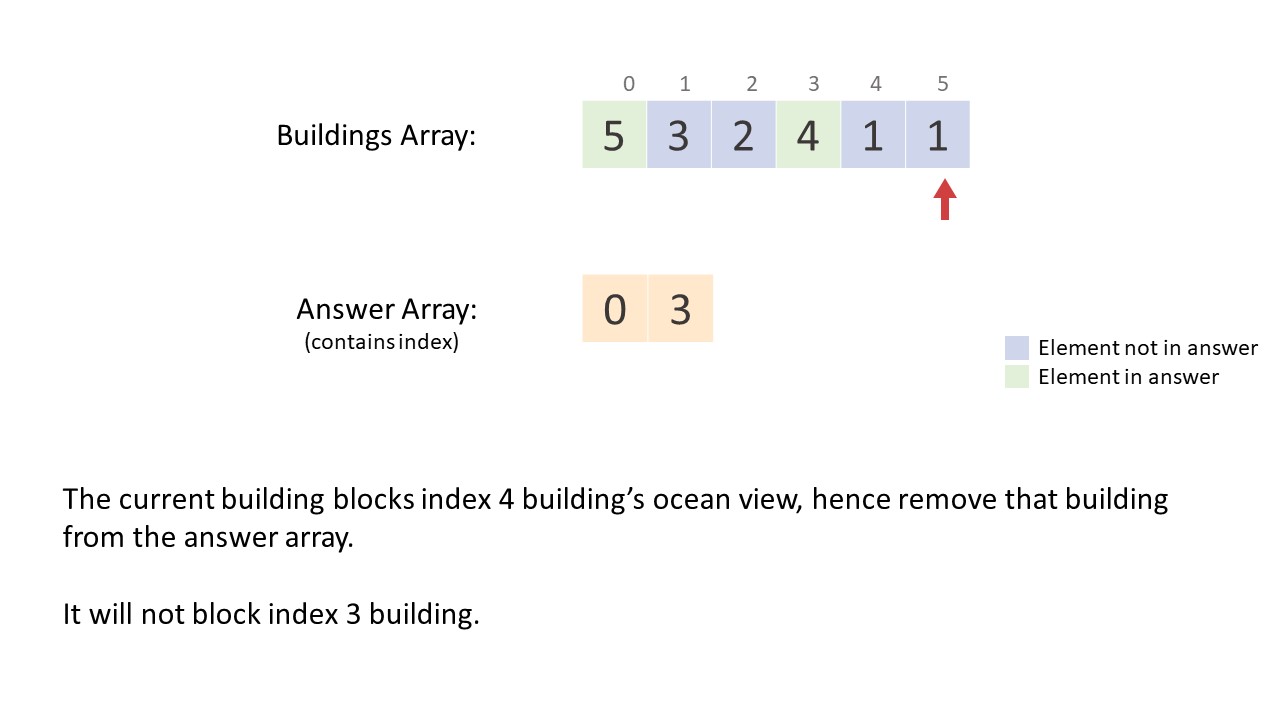 0 1 2 3 4 5
Buildings Array: 5 3 2 4 1 1
Answer Array: 0 3
(contains index)
Element not in answer
Element in answer
The current building blocks index 4 building’s ocean view, hence remove that building
from the answer array.
It will not block index 3 building.